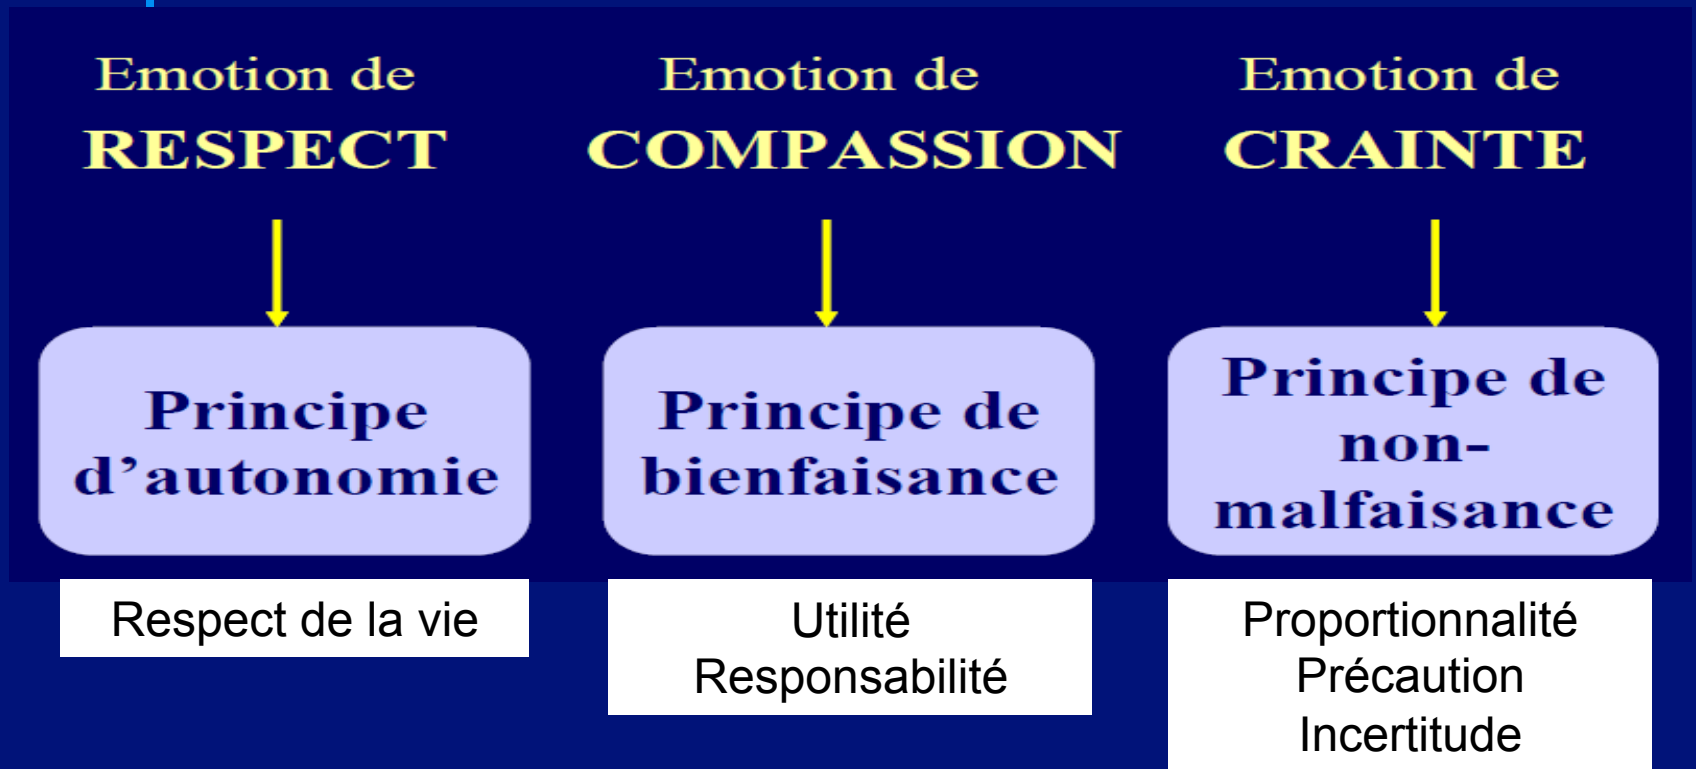 Emotion de
RESPECT
Principe
d’autonomie
Respect de la vie
Emotion de
COMPASSION
Principe de
bienfaisance
Utilité
Responsabilité
Emotion de
CRAINTE
Principe de
non-
malfaisance
Proportionnalité
Précaution
Incertitude